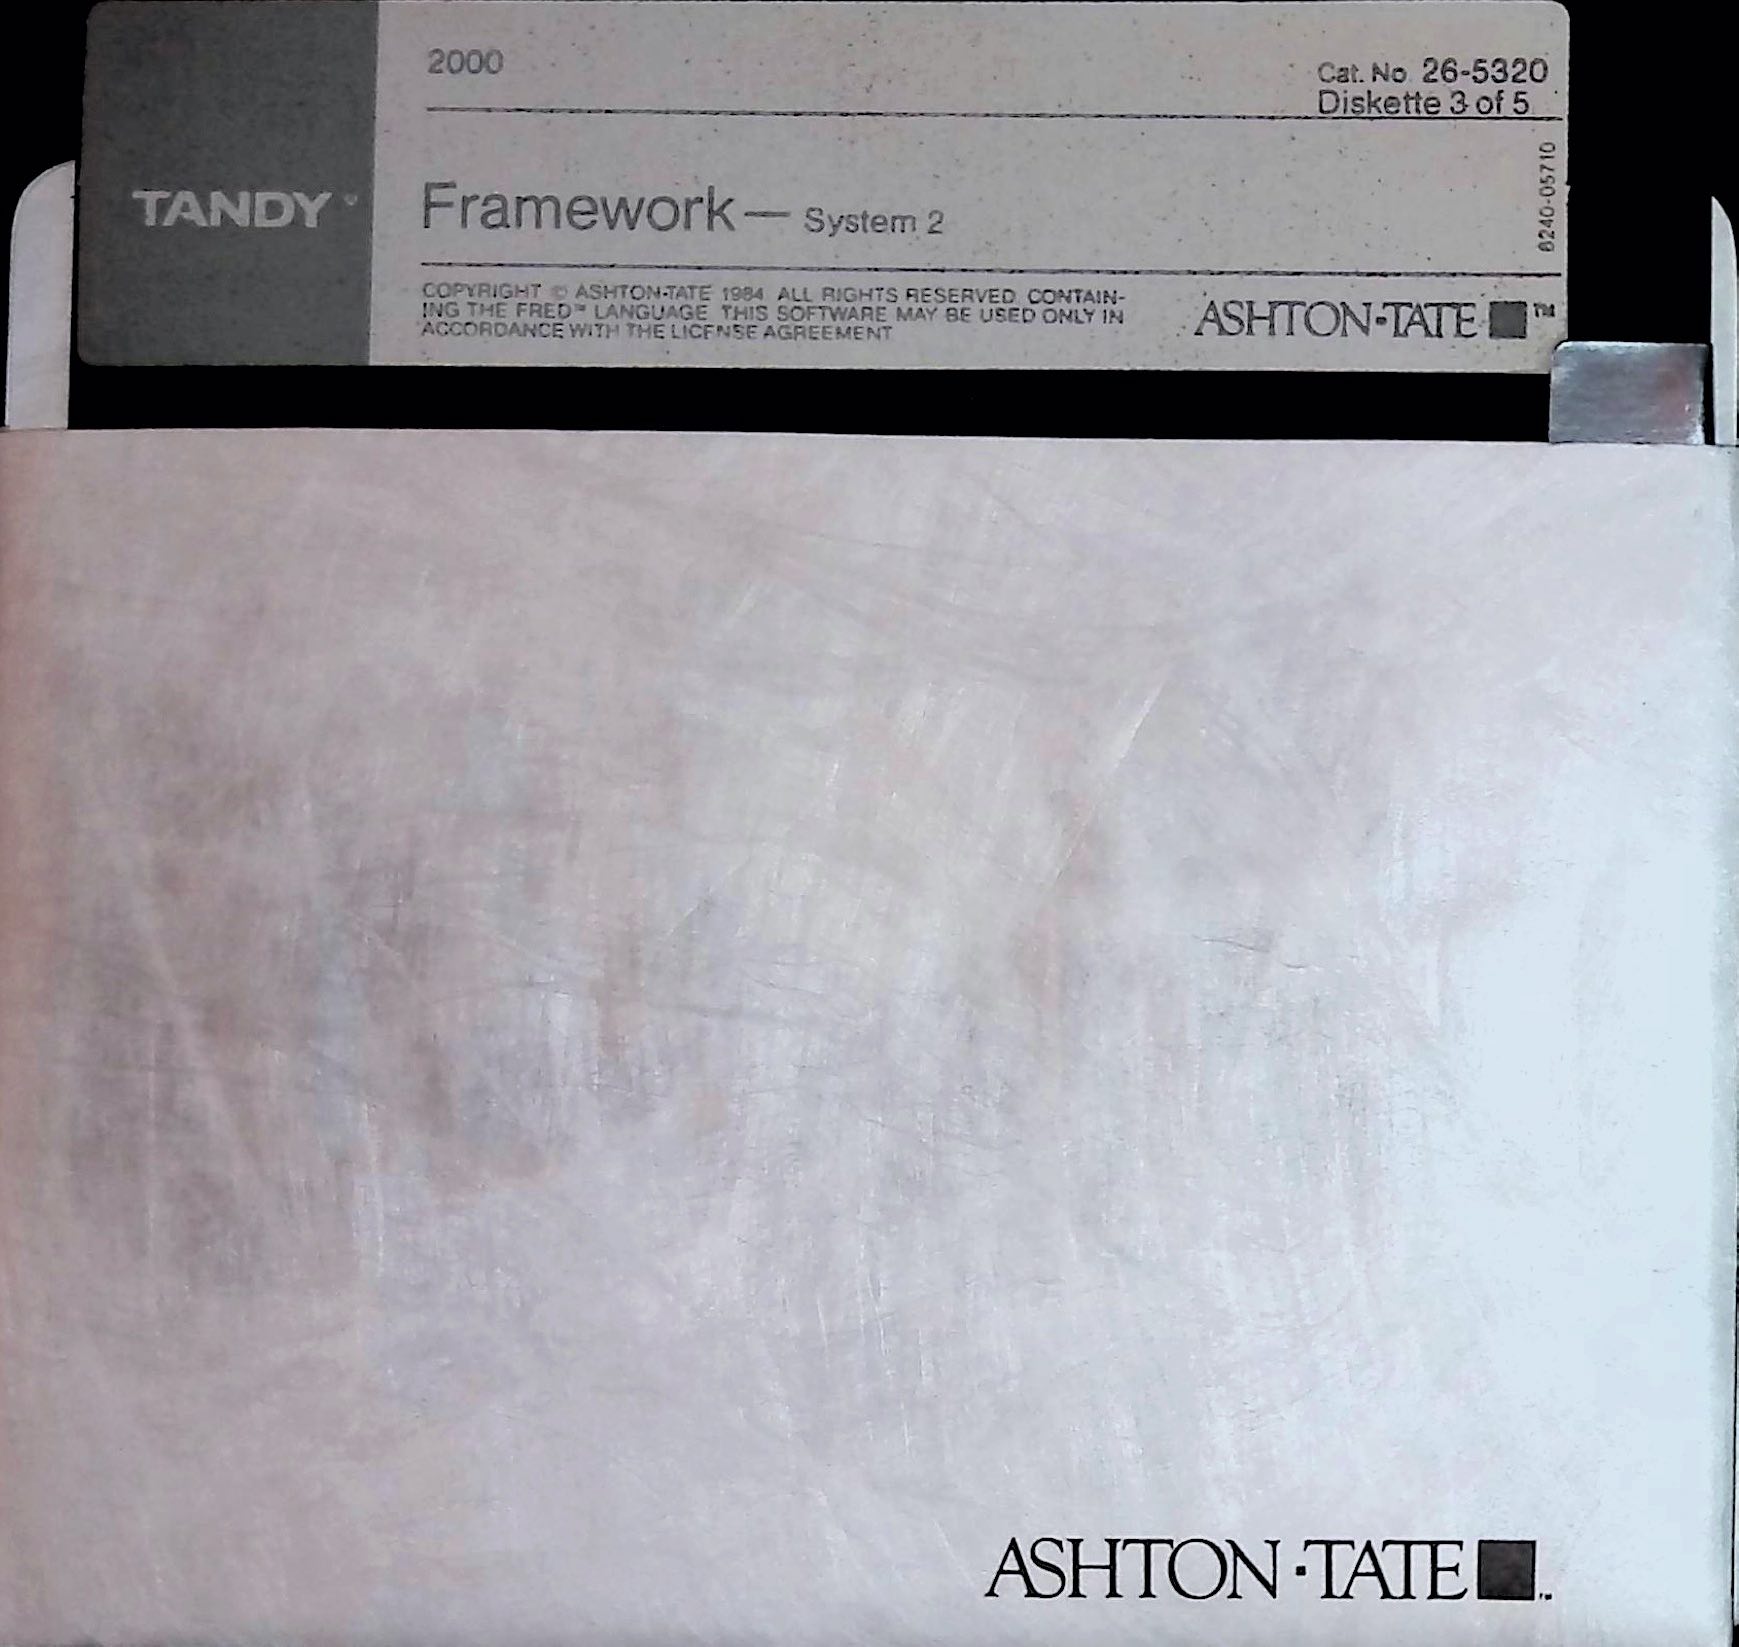 2000
Cat. No. 26-5320
Diskette 3 of 5
TANDY®
Framework — System 2
8240-05710
COPYRIGHT © ASHTON-TATE 1984. ALL RIGHTS RESERVED. CONTAIN-
ING THE FRED™ LANGUAGE. THIS SOFTWARE MAY BE USED ONLY IN
ACCORDANCE WITH THE LICENSE AGREEMENT
ASHTON·TATE ■™
ASHTON·TATE ■™